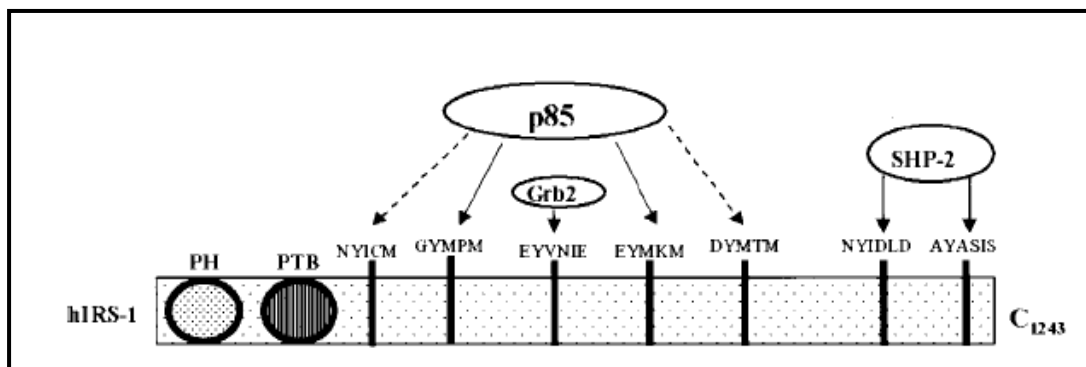 p85
SHP-2
Grb2
NYICM GYMPM EYVNIE EYMKM DYMTM NYIDLD AYASIS
PH PTB
hIRS-1 C1243